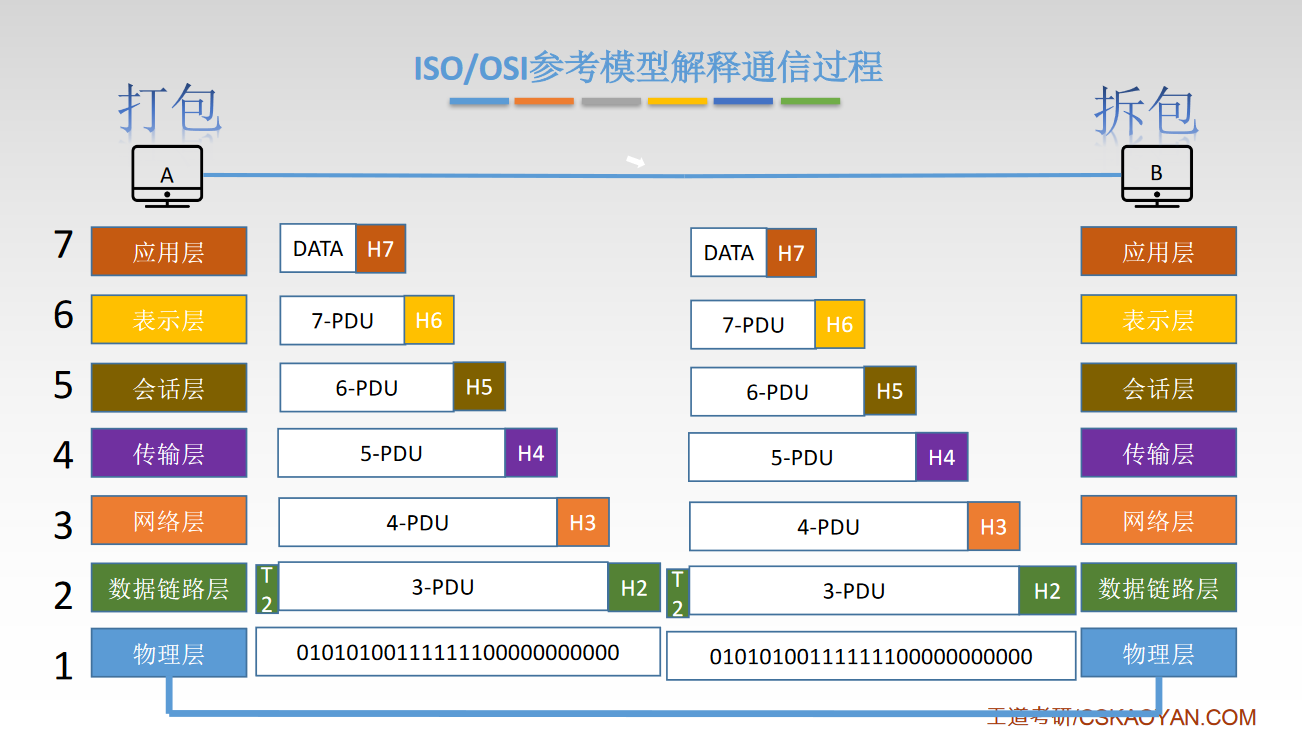 ISO/OSI参考模型解释通信过程
打包
拆包
A
B
7
应用层
DATA
H7
DATA
H7
应用层
6
表示层
7-PDU
H6
7-PDU
H6
表示层
5
会话层
6-PDU
H5
6-PDU
H5
会话层
4
传输层
5-PDU
H4
5-PDU
H4
传输层
3
网络层
4-PDU
H3
4-PDU
H3
网络层
2
数据链路层
T2
3-PDU
H2
T2
3-PDU
H2
数据链路层
1
物理层
010101001111111100000000000
010101001111111100000000000
物理层
王道考研/CSKAOYAN.COM